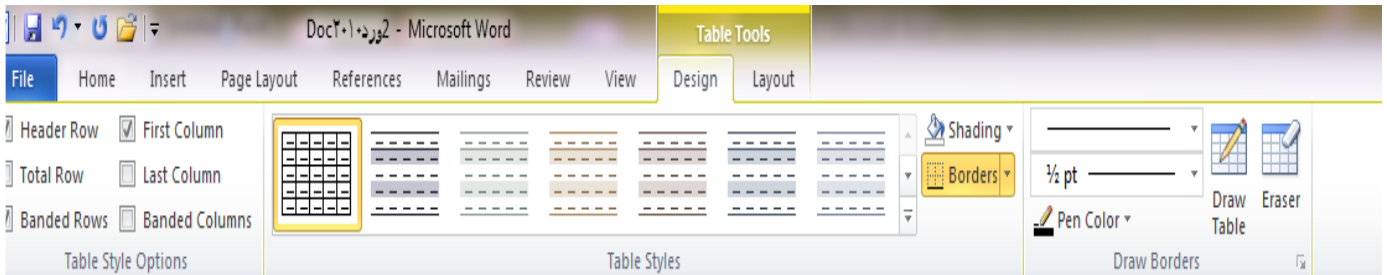 Docورد۲۰۱۰2 - Microsoft Word
Table Tools
File Home Insert Page Layout References Mailings Review View Design Layout
Header Row First Column
Total Row Last Column
Banded Rows Banded Columns
Table Style Options
Table Styles
Shading
Borders
½ pt
Pen Color
Draw Table
Eraser
Draw Borders